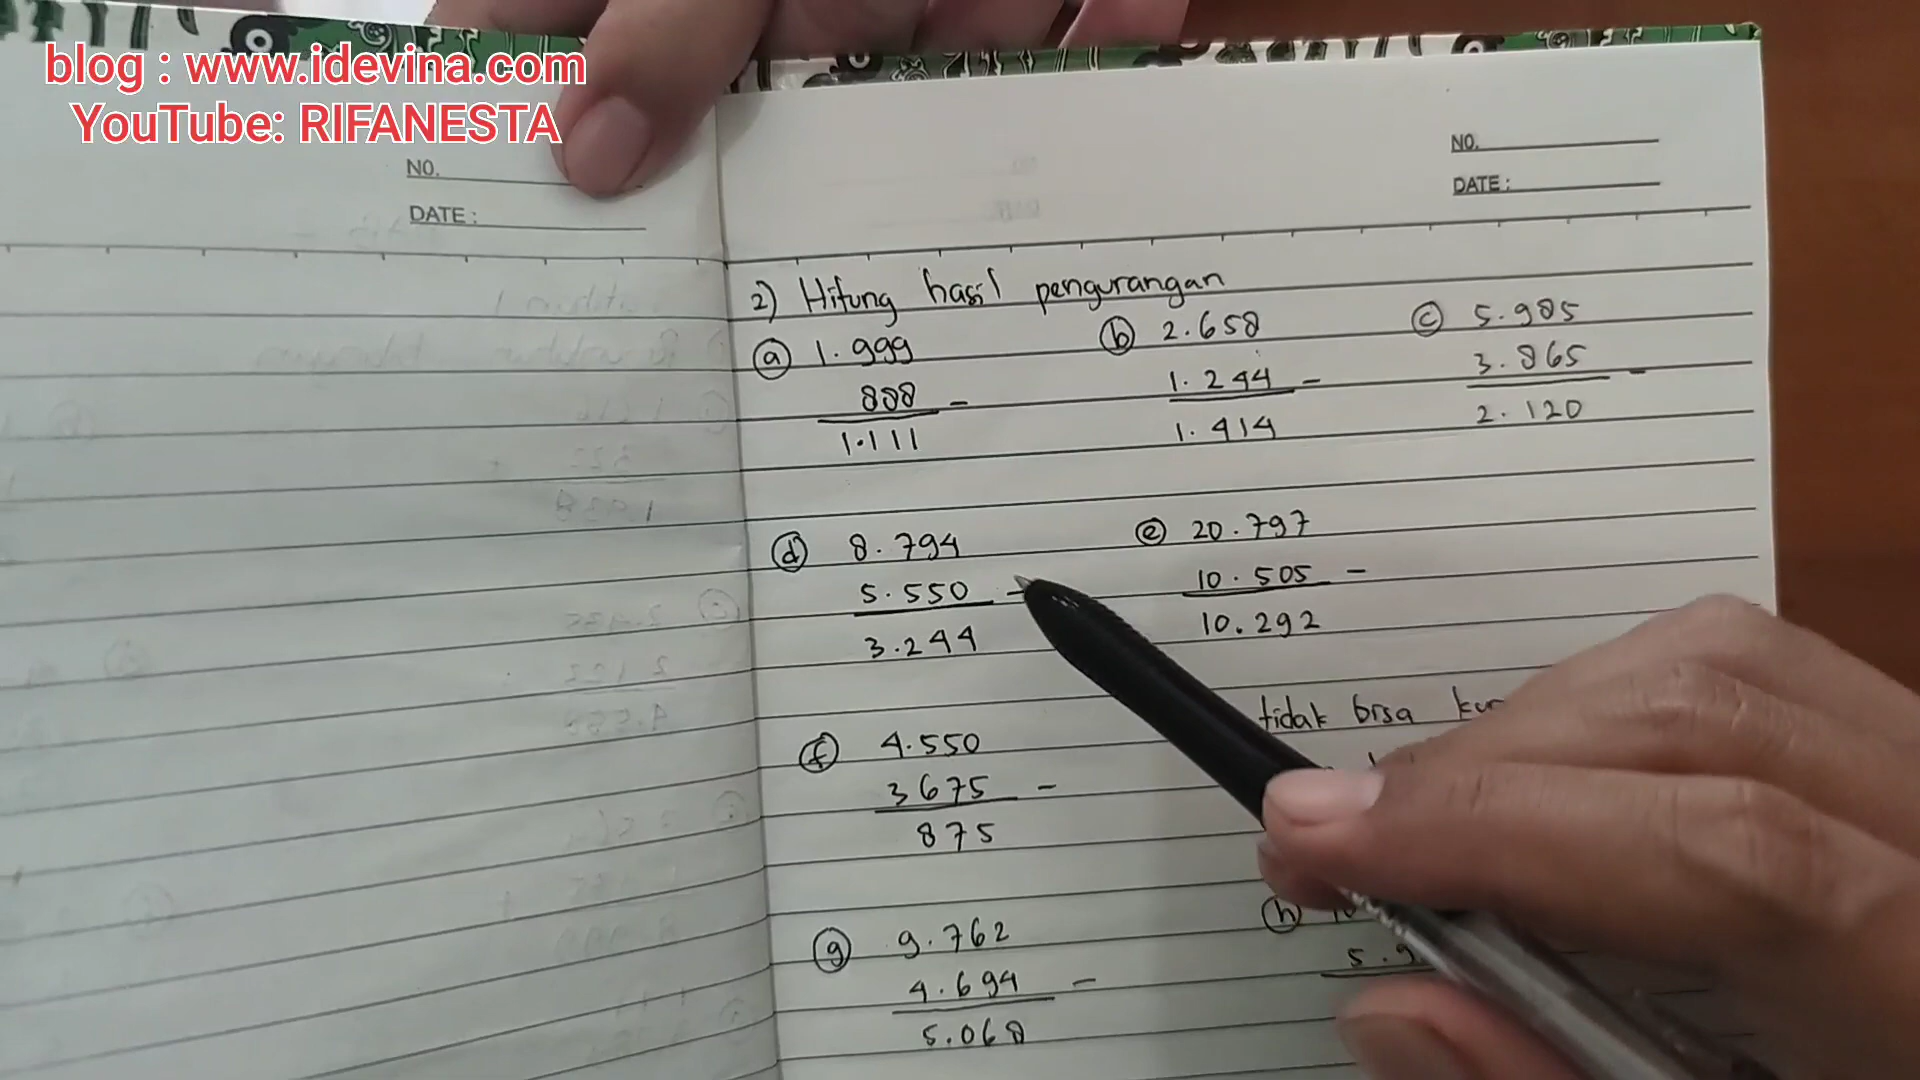 blog : www.idevina.com
YouTube: RIFANESTA
NO.
DATE :
NO.
DATE :
2) Hitung hasil pengurangan
a 1.999
888 -
1.111
b 2.658
1.244 -
1.414
c 5.985
3.865 -
2.120
d 8.794
5.550 -
3.244
e 20.797
10.505 -
10.292
tidak bisa
f 4.550
3675 -
875
g 9.762
4.694 -
5.068
h